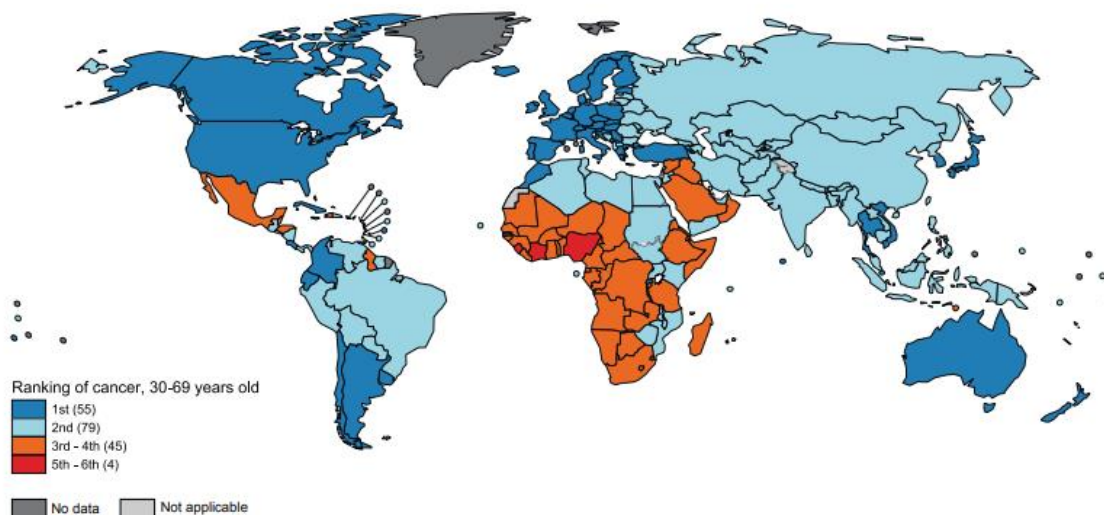 Ranking of cancer, 30-69 years old
1st (55)
2nd (79)
3rd - 4th (45)
5th - 6th (4)
No data
Not applicable